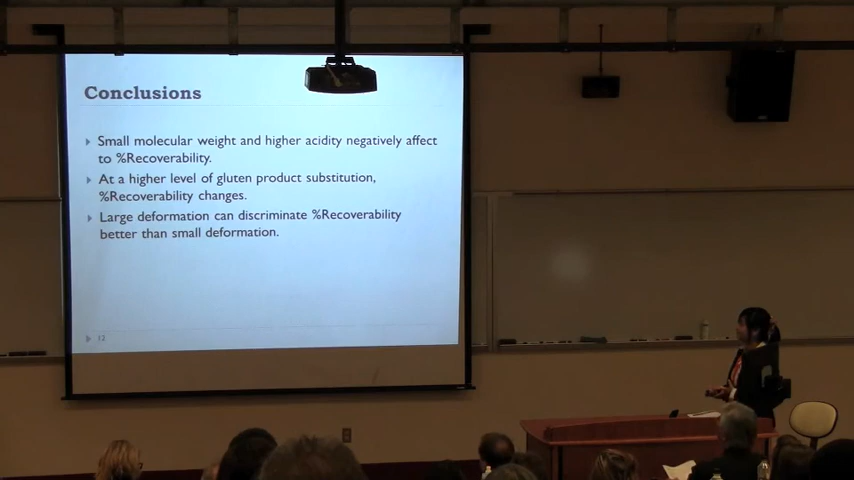 Conclusions
Small molecular weight and higher acidity negatively affect
to %Recoverability.
At a higher level of gluten product substitution,
%Recoverability changes.
Large deformation can discriminate %Recoverability
better than small deformation.
12